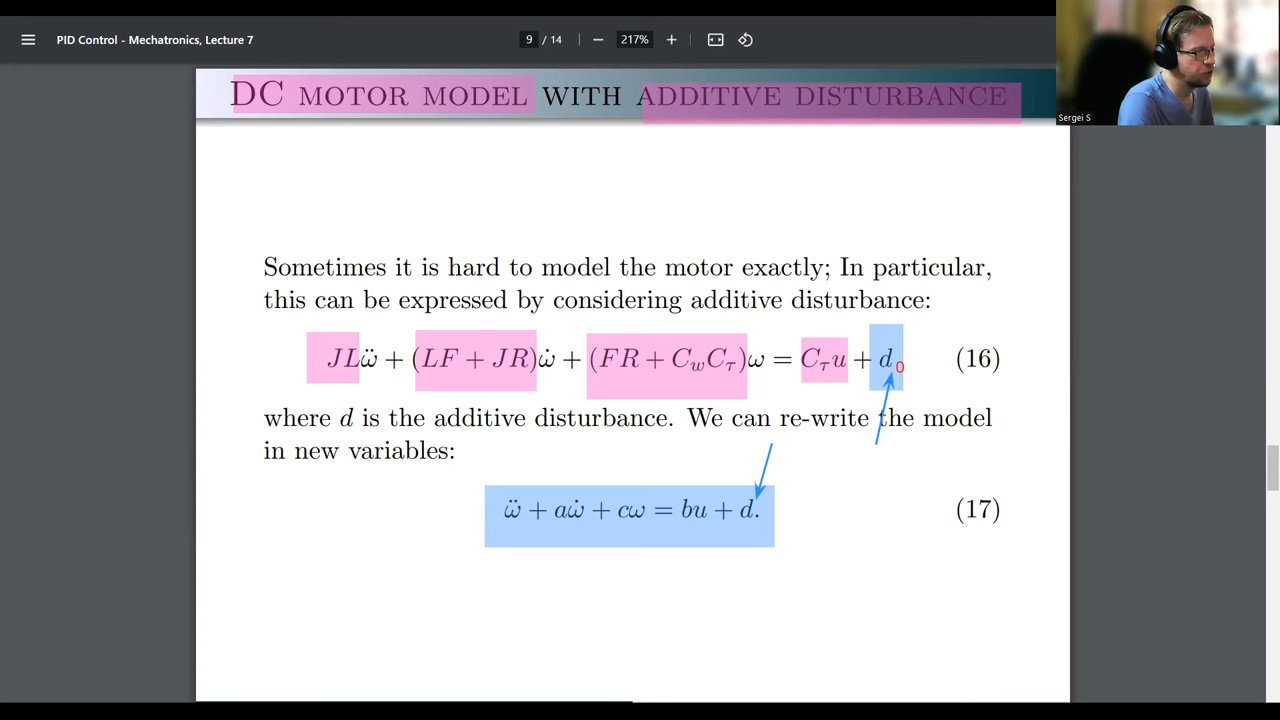 PID Control - Mechatronics, Lecture 7
9 / 14
217%
Sergei S
DC MOTOR MODEL WITH ADDITIVE DISTURBANCE
Sometimes it is hard to model the motor exactly; In particular,
this can be expressed by considering additive disturbance:
JLω̈ + (LF + JR)ω̇ + (FR + C_wC_τ)ω = C_τu + d_0 (16)
where d is the additive disturbance. We can re-write the model
in new variables:
ω̈ + aω̇ + cω = bu + d. (17)